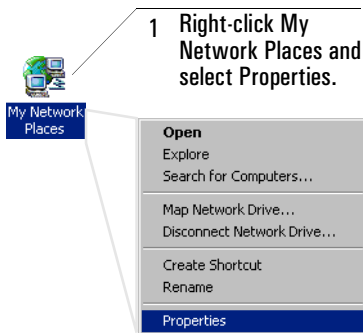 1 Right-click My
Network Places and
select Properties.
My Network
Places
Open
Explore
Search for Computers...
Map Network Drive...
Disconnect Network Drive...
Create Shortcut
Rename
Properties